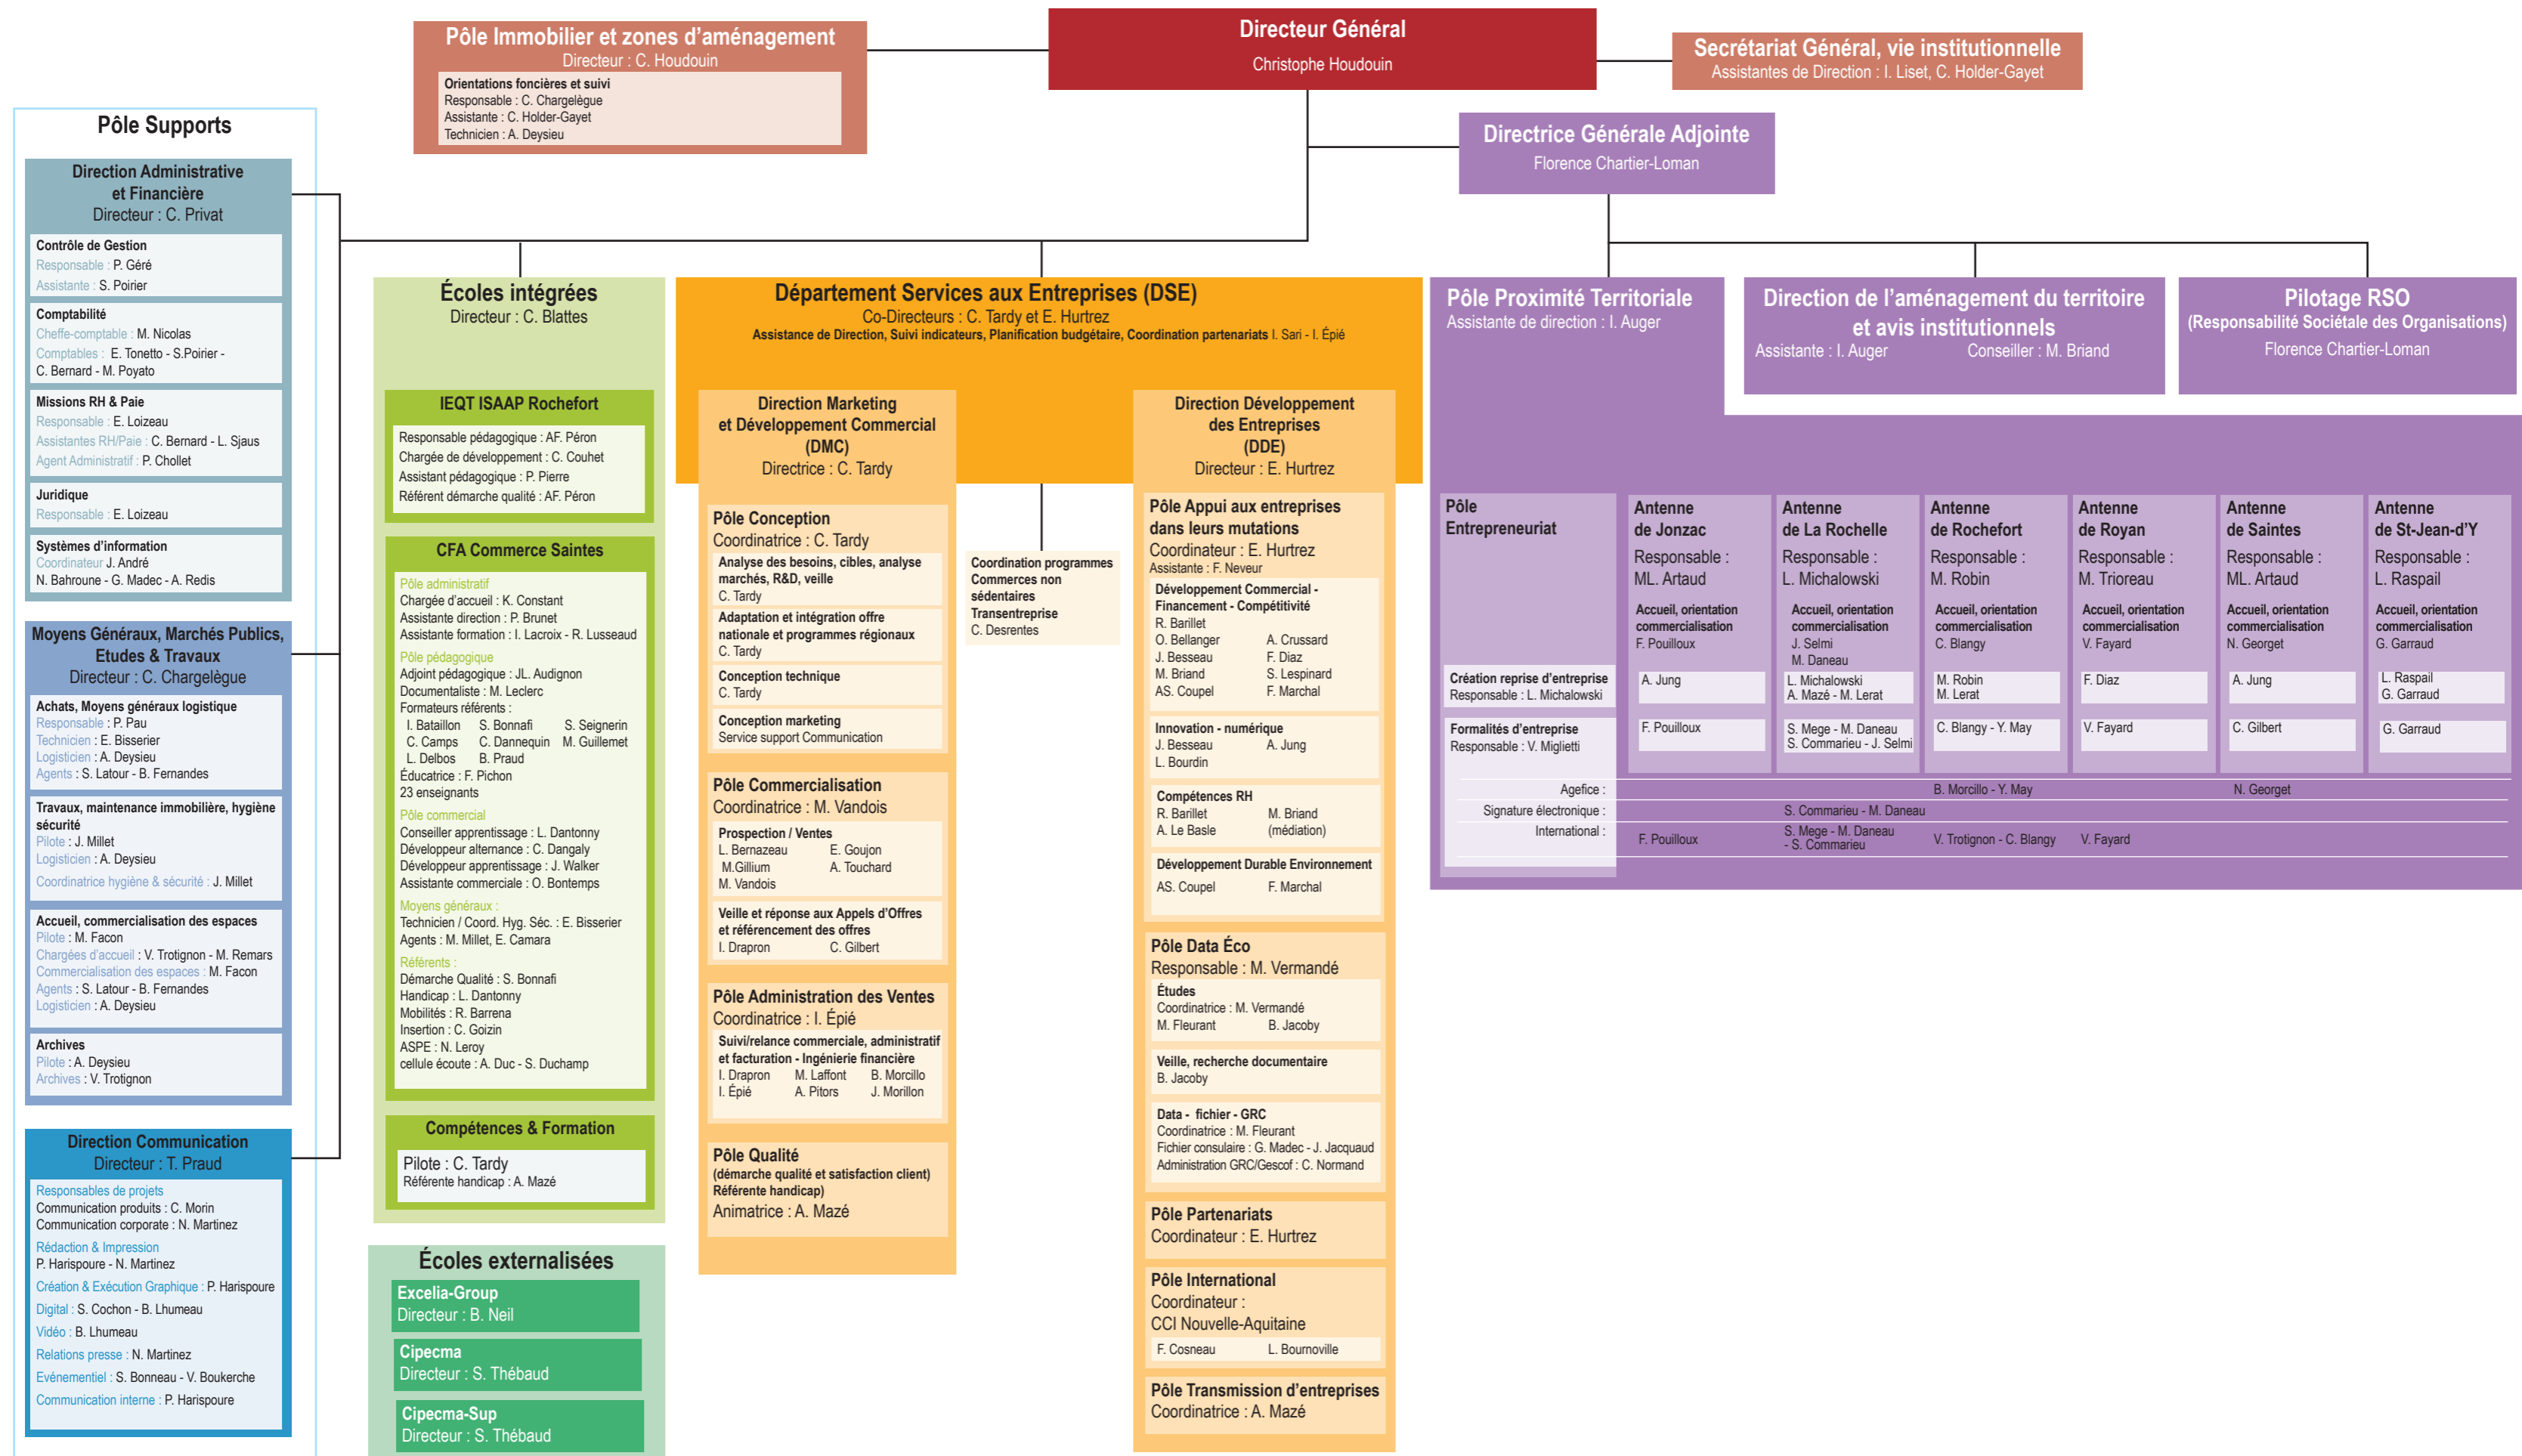 Pôle Immobilier et zones d'aménagement
Directeur : C. Houdouin
Orientations foncières et suivi
Responsable : C. Chargelègue
Assistante : C. Holder-Gayet
Technicien : A. Deysieu
Directeur Général
Christophe Houdouin
Secrétariat Général, vie institutionnelle
Assistantes de Direction : I. Liset, C. Holder-Gayet
Directrice Générale Adjointe
Florence Chartier-Loman
Pôle Supports
Direction Administrative
et Financière
Directeur : C. Privat
Contrôle de Gestion
Responsable : P. Géré
Assistante : S. Poirier
Comptabilité
Cheffe-comptable : M. Nicolas
Comptables : E. Tonetto - S.Poirier -
C. Bernard - M. Poyato
Missions RH & Paie
Responsable : E. Loizeau
Assistantes RH/Paie : C. Bernard - L. Sjaus
Agent Administratif : P. Chollet
Juridique
Responsable : E. Loizeau
Systèmes d'information
Coordinateur J. André
N. Bahroune - G. Madec - A. Redis
Moyens Généraux, Marchés Publics,
Etudes & Travaux
Directeur : C. Chargelègue
Achats, Moyens généraux logistique
Responsable : P. Pau
Technicien : E. Bisserier
Logisticien : A. Deysieu
Agents : S. Latour - B. Fernandes
Travaux, maintenance immobilière, hygiène
sécurité
Pilote : J. Millet
Logisticien : A. Deysieu
Coordinatrice hygiène & sécurité : J. Millet
Accueil, commercialisation des espaces
Pilote : M. Facon
Chargées d'accueil : V. Trotignon - M. Remars
Commercialisation des espaces : M. Facon
Agents : S. Latour - B. Fernandes
Logisticien : A. Deysieu
Archives
Pilote : A. Deysieu
Archives : V. Trotignon
Direction Communication
Directeur : T. Praud
Responsables de projets
Communication produits : C. Morin
Communication corporate : N. Martinez
Rédaction & Impression
P. Harispoure - N. Martinez
Création & Exécution Graphique : P. Harispoure
Digital : S. Cochon - B. Lhumeau
Vidéo : B. Lhumeau
Relations presse : N. Martinez
Evénementiel : S. Bonneau - V. Boukerche
Communication interne : P. Harispoure
Écoles intégrées
Directeur : C. Blattes
IEQT ISAAP Rochefort
Responsable pédagogique : AF. Péron
Chargée de développement : C. Couhet
Assistant pédagogique : P. Pierre
Référent démarche qualité : AF. Péron
CFA Commerce Saintes
Pôle administratif
Chargée d'accueil : K. Constant
Assistante direction : P. Brunet
Assistante formation : I. Lacroix - R. Lusseaud
Pôle pédagogique
Adjoint pédagogique : JL. Audignon
Documentaliste : M. Leclerc
Formateurs référents :
I. Bataillon S. Bonnafi S. Seignerin
C. Camps C. Dannequin M. Guillemet
L. Delbos B. Praud
Éducatrice : F. Pichon
23 enseignants
Pôle commercial
Conseiller apprentissage : L. Dantonny
Développeur alternance : C. Dangaly
Développeur apprentissage : J. Walker
Assistante commerciale : O. Bontemps
Moyens généraux :
Technicien / Coord. Hyg. Séc. : E. Bisserier
Agents : M. Millet, E. Camara
Référents :
Démarche Qualité : S. Bonnafi
Handicap : L. Dantonny
Mobilités : R. Barrena
Insertion : C. Goizin
ASPE : N. Leroy
cellule écoute : A. Duc - S. Duchamp
Compétences & Formation
Pilote : C. Tardy
Référente handicap : A. Mazé
Écoles externalisées
Excelia-Group
Directeur : B. Neil
Cipecma
Directeur : S. Thébaud
Cipecma-Sup
Directeur : S. Thébaud
Département Services aux Entreprises (DSE)
Co-Directeurs : C. Tardy et E. Hurtrez
Assistance de Direction, Suivi indicateurs, Planification budgétaire, Coordination partenariats I. Sari - I. Épié
Direction Marketing
et Développement Commercial
(DMC)
Directrice : C. Tardy
Pôle Conception
Coordinatrice : C. Tardy
Analyse des besoins, cibles, analyse
marchés, R&D, veille
C. Tardy
Adaptation et intégration offre
nationale et programmes régionaux
C. Tardy
Conception technique
C. Tardy
Conception marketing
Service support Communication
Pôle Commercialisation
Coordinatrice : M. Vandois
Prospection / Ventes
L. Bernazeau E. Goujon
M.Gillium A. Touchard
M. Vandois
Veille et réponse aux Appels d'Offres
et référencement des offres
I. Drapron C. Gilbert
Pôle Administration des Ventes
Coordinatrice : I. Épié
Suivi/relance commerciale, administratif
et facturation - Ingénierie financière
I. Drapron M. Laffont B. Morcillo
I. Épié A. Pitors J. Morillon
Pôle Qualité
(démarche qualité et satisfaction client)
Référente handicap)
Animatrice : A. Mazé
Coordination programmes
Commerces non
sédentaires
Transentreprise
C. Desrentes
Direction Développement
des Entreprises
(DDE)
Directeur : E. Hurtrez
Pôle Appui aux entreprises
dans leurs mutations
Coordinateur : E. Hurtrez
Assistante : F. Neveur
Développement Commercial -
Financement - Compétitivité
R. Barillet
O. Bellanger A. Crussard
J. Besseau F. Diaz
M. Briand S. Lespinard
AS. Coupel F. Marchal
Innovation - numérique
J. Besseau A. Jung
L. Bourdin
Compétences RH
R. Barillet M. Briand
A. Le Basle (médiation)
Développement Durable Environnement
AS. Coupel F. Marchal
Pôle Data Éco
Responsable : M. Vermandé
Études
Coordinatrice : M. Vermandé
M. Fleurant B. Jacoby
Veille, recherche documentaire
B. Jacoby
Data - fichier - GRC
Coordinatrice : M. Fleurant
Fichier consulaire : G. Madec - J. Jacquaud
Administration GRC/Gescof : C. Normand
Pôle Partenariats
Coordinateur : E. Hurtrez
Pôle International
Coordinateur :
CCI Nouvelle-Aquitaine
F. Cosneau L. Bournoville
Pôle Transmission d'entreprises
Coordinatrice : A. Mazé
Pôle Proximité Territoriale
Assistante de direction : I. Auger
Direction de l'aménagement du territoire
et avis institutionnels
Assistante : I. Auger Conseiller : M. Briand
Pilotage RSO
(Responsabilité Sociétale des Organisations)
Florence Chartier-Loman
Pôle
Entrepreneuriat
Création reprise d'entreprise
Responsable : L. Michalowski
Formalités d'entreprise
Responsable : V. Miglietti
Antenne
de Jonzac
Responsable :
ML. Artaud
Accueil, orientation
commercialisation
F. Pouilloux
A. Jung
F. Pouilloux
Antenne
de La Rochelle
Responsable :
L. Michalowski
Accueil, orientation
commercialisation
J. Selmi
M. Daneau
L. Michalowski
A. Mazé - M. Lerat
S. Mege - M. Daneau
S. Commarieu - J. Selmi
Antenne
de Rochefort
Responsable :
M. Robin
Accueil, orientation
commercialisation
C. Blangy
M. Robin
M. Lerat
C. Blangy - Y. May
Antenne
de Royan
Responsable :
M. Trioreau
Accueil, orientation
commercialisation
V. Fayard
F. Diaz
V. Fayard
Antenne
de Saintes
Responsable :
ML. Artaud
Accueil, orientation
commercialisation
N. Georget
A. Jung
C. Gilbert
Antenne
de St-Jean-d'Y
Responsable :
L. Raspail
Accueil, orientation
commercialisation
G. Garraud
L. Raspail
G. Garraud
G. Garraud
Agefice : B. Morcillo - Y. May N. Georget
Signature électronique : S. Commarieu - M. Daneau
International : F. Pouilloux S. Mege - M. Daneau
- S. Commarieu V. Trotignon - C. Blangy V. Fayard